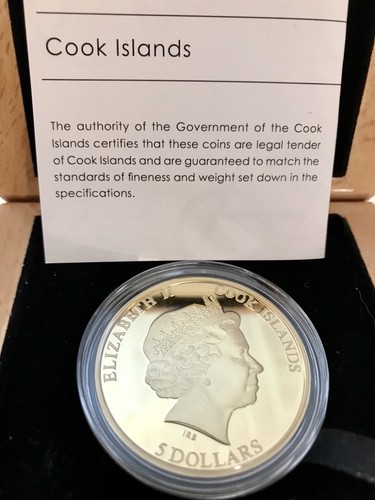 Cook Islands
The authority of the Government of the Cook
Islands certifies that these coins are legal tender
of Cook Islands and are guaranteed to match the
standards of fineness and weight set down in the
specifications.
ELIZABETH II COOK ISLANDS
IRB
5 DOLLARS